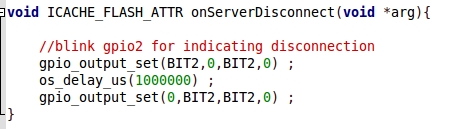 void ICACHE_FLASH_ATTR onServerDisconnect(void *arg){
//blink gpio2 for indicating disconnection
gpio_output_set(BIT2,0,BIT2,0) ;
os_delay_us(1000000) ;
gpio_output_set(0,BIT2,BIT2,0) ;
}